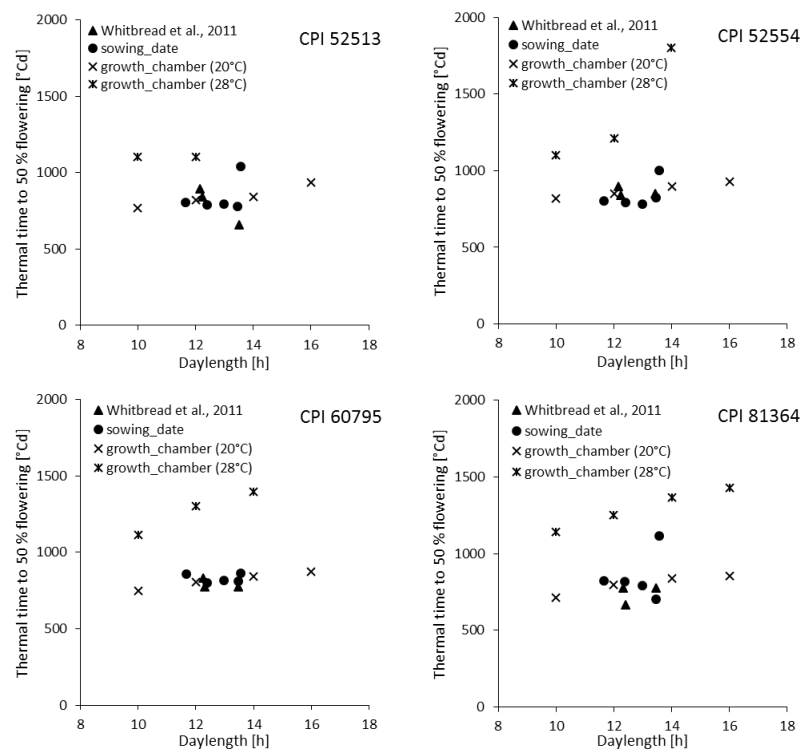 Thermal time to 50 % flowering [°Cd]
2000
1500
1000
500
0
Whitbread et al., 2011
sowing_date
growth_chamber (20°C)
growth_chamber (28°C)
CPI 52513
8 10 12 14 16 18
Daylength [h]
Thermal time to 50 % flowering [°Cd]
2000
1500
1000
500
0
Whitbread et al., 2011
sowing_date
growth_chamber (20°C)
growth_chamber (28°C)
CPI 52554
8 10 12 14 16 18
Daylength [h]
Thermal time to 50 % flowering [°Cd]
2000
1500
1000
500
0
Whitbread et al., 2011
sowing_date
growth_chamber (20°C)
growth_chamber (28°C)
CPI 60795
8 10 12 14 16 18
Daylength [h]
Thermal time to 50 % flowering [°Cd]
2000
1500
1000
500
0
Whitbread et al., 2011
sowing_date
growth_chamber (20°C)
growth_chamber (28°C)
CPI 81364
8 10 12 14 16 18
Daylength [h]